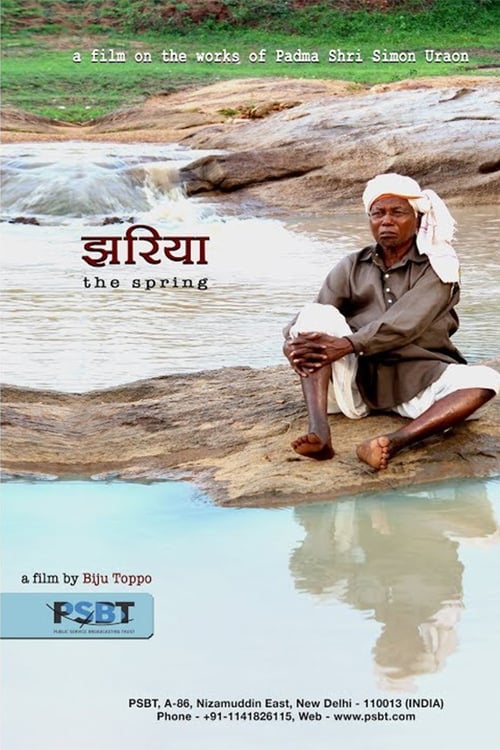 a film on the works of Padma Shri Simon Uraon
झरिया
the spring
a film by Biju Toppo
PSBT
PUBLIC SERVICE BROADCASTING TRUST
PSBT, A-86, Nizamuddin East, New Delhi - 110013 (INDIA)
Phone - +91-1141826115, Web - www.psbt.com